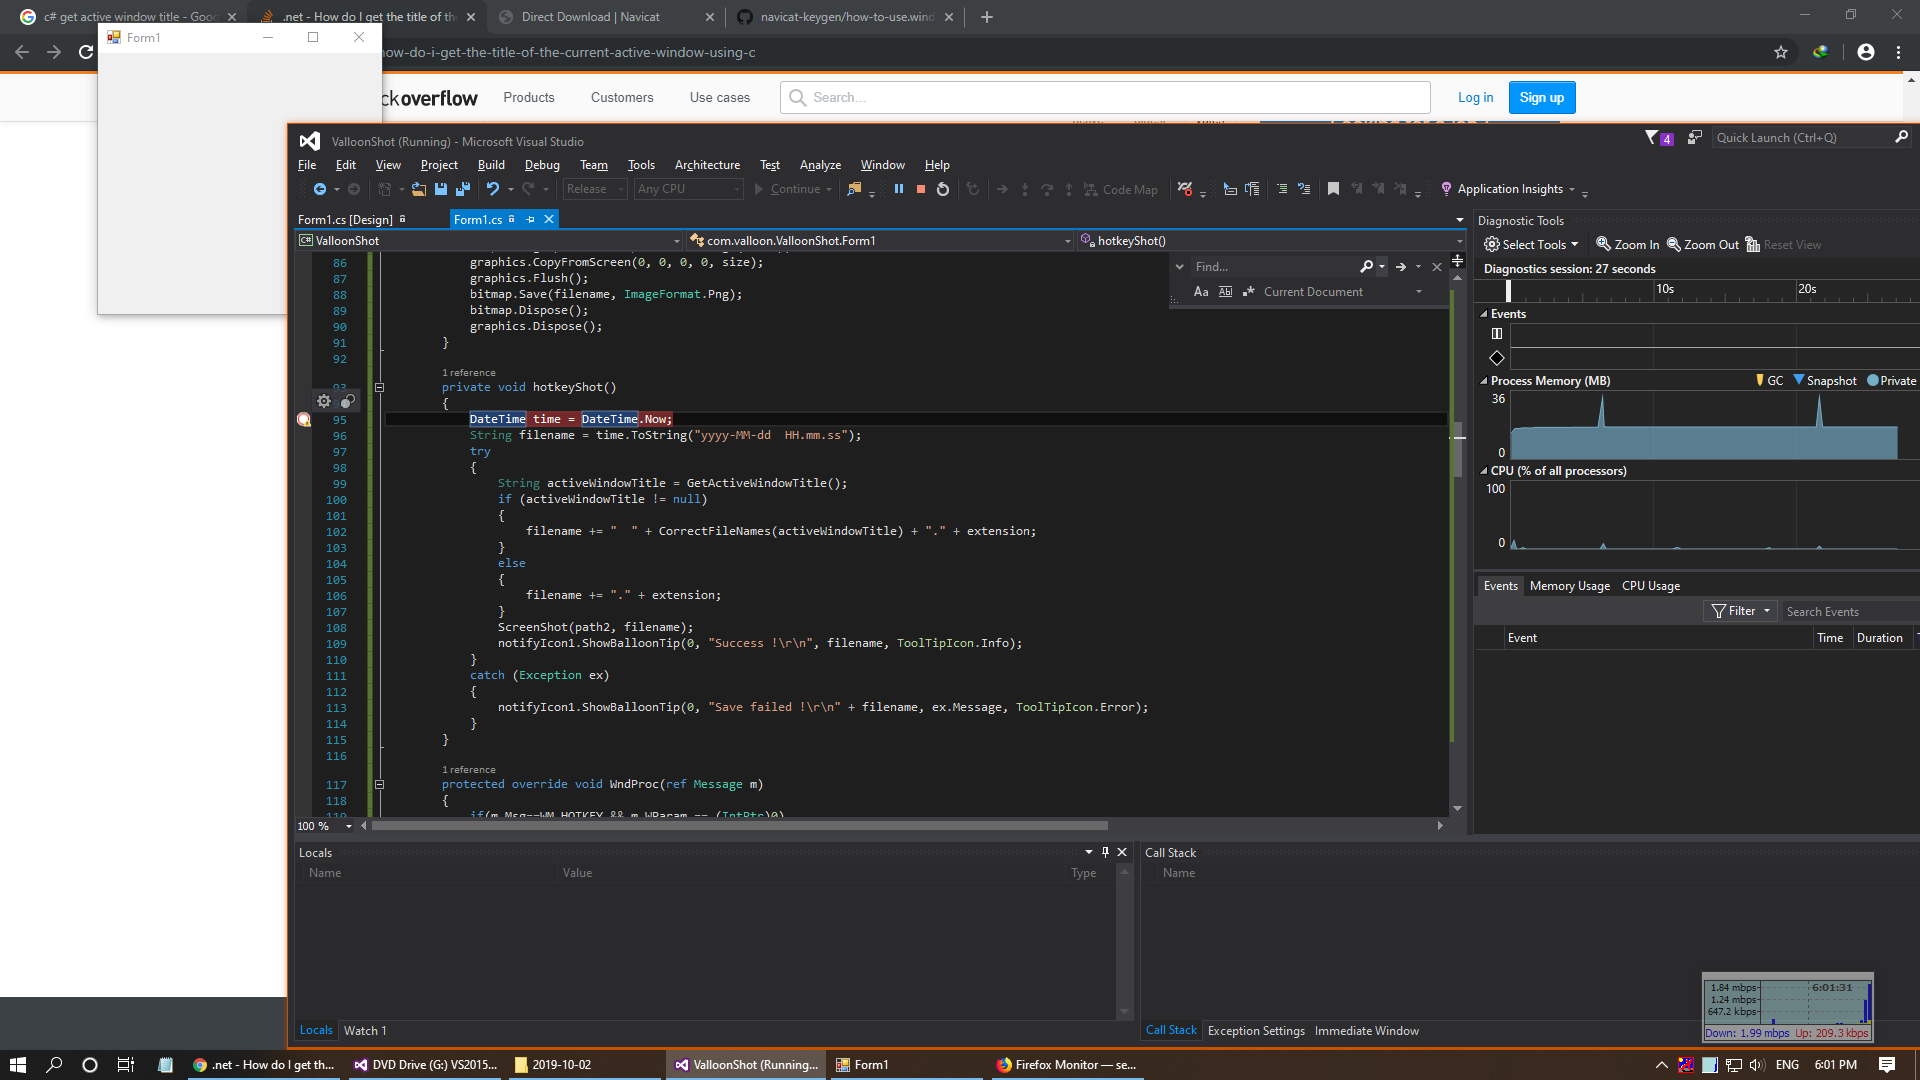 c# get active window title - Goog
.net - How do I get the title of the
Direct Download | Navicat
navicat-keygen/how-to-use.wind
Form1
how-do-i-get-the-title-of-the-current-active-window-using-c
overflow
Products
Customers
Use cases
Search...
Log in
Sign up
ValloonShot (Running) - Microsoft Visual Studio
4
Quick Launch (Ctrl+Q)
File Edit View Project Build Debug Team Tools Architecture Test Analyze Window Help
Release
Any CPU
Continue
Code Map
Application Insights
Form1.cs [Design]
Form1.cs
ValloonShot
com.valloon.ValloonShot.Form1
hotkeyShot()
Find...
Aa Ab Current Document
86 graphics.CopyFromScreen(0, 0, 0, 0, size);
87 graphics.Flush();
88 bitmap.Save(filename, ImageFormat.Png);
89 bitmap.Dispose();
90 graphics.Dispose();
91 }
92
1 reference
93 private void hotkeyShot()
{
95 DateTime time = DateTime.Now;
96 String filename = time.ToString("yyyy-MM-dd  HH.mm.ss");
97 try
98 {
99 String activeWindowTitle = GetActiveWindowTitle();
100 if (activeWindowTitle != null)
101 {
102 filename += "  " + CorrectFileNames(activeWindowTitle) + "." + extension;
103 }
104 else
105 {
106 filename += "." + extension;
107 }
108 ScreenShot(path2, filename);
109 notifyIcon1.ShowBalloonTip(0, "Success !\r\n", filename, ToolTipIcon.Info);
110 }
111 catch (Exception ex)
112 {
113 notifyIcon1.ShowBalloonTip(0, "Save failed !\r\n" + filename, ex.Message, ToolTipIcon.Error);
114 }
115 }
116
1 reference
117 protected override void WndProc(ref Message m)
118 {
119 if(m.Msg==WM_HOTKEY && m.WParam == (IntPtr)0)
100 %
Diagnostic Tools
Select Tools
Zoom In
Zoom Out
Reset View
Diagnostics session: 27 seconds
10s
20s
Events
Process Memory (MB)
GC
Snapshot
Private
36
0
CPU (% of all processors)
100
0
Events
Memory Usage
CPU Usage
Filter
Search Events
Event
Time
Duration
Locals
Name
Value
Type
Locals
Watch 1
Call Stack
Name
Call Stack
Exception Settings
Immediate Window
1.84 mbps
1.24 mbps
647.2 kbps
6:01:31
Down: 1.99 mbps Up: 209.3 kbps
.net - How do I get th...
DVD Drive (G:) VS2015...
2019-10-02
ValloonShot (Running...
Form1
Firefox Monitor — se...
ENG
6:01 PM